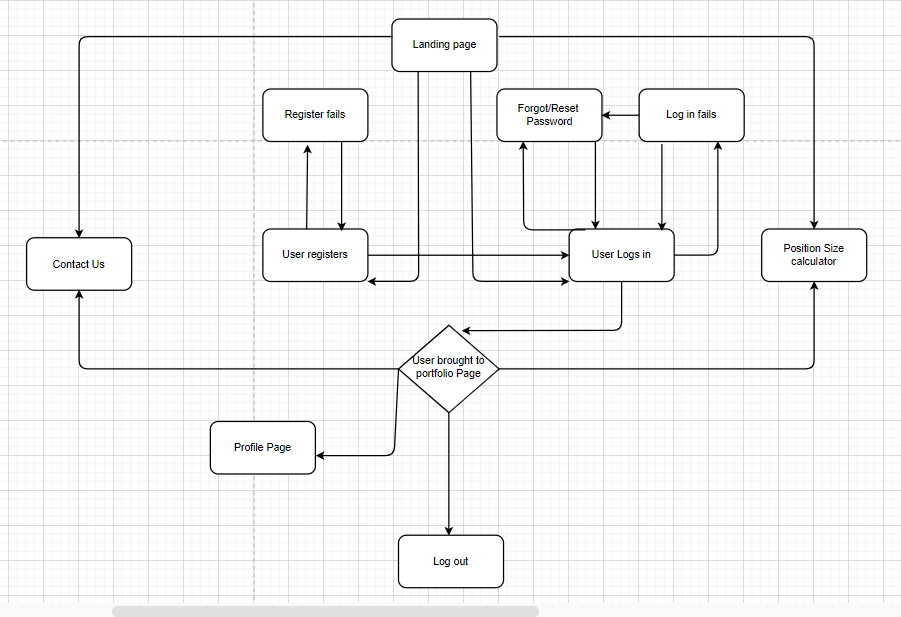 Landing page
Register fails
Forgot/Reset
Password
Log in fails
Contact Us
User registers
User Logs in
Position Size
calculator
User brought to
portfolio Page
Profile Page
Log out